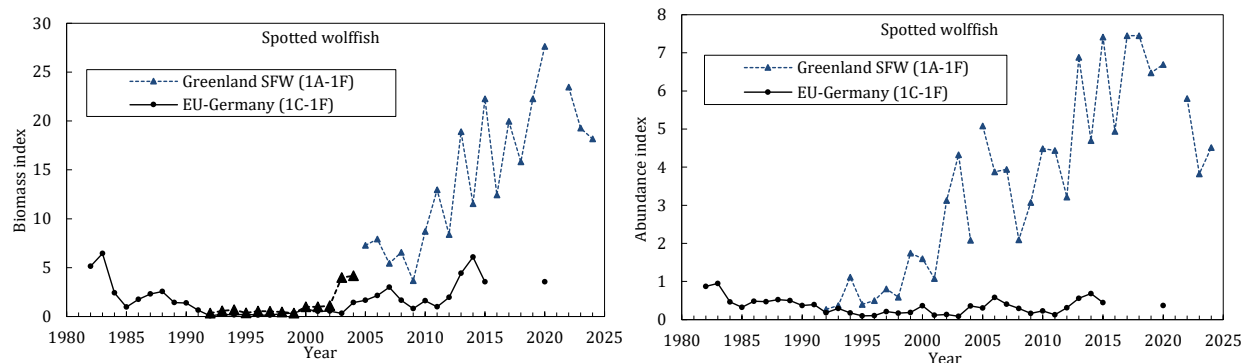 Spotted wolffish
Greenland SFW (1A-1F)
EU-Germany (1C-1F)
Biomass index
30
25
20
15
10
5
0
1980 1985 1990 1995 2000 2005 2010 2015 2020 2025
Year
Spotted wolffish
Greenland SFW (1A-1F)
EU-Germany (1C-1F)
Abundance index
8
7
6
5
4
3
2
1
0
1980 1985 1990 1995 2000 2005 2010 2015 2020 2025
Year